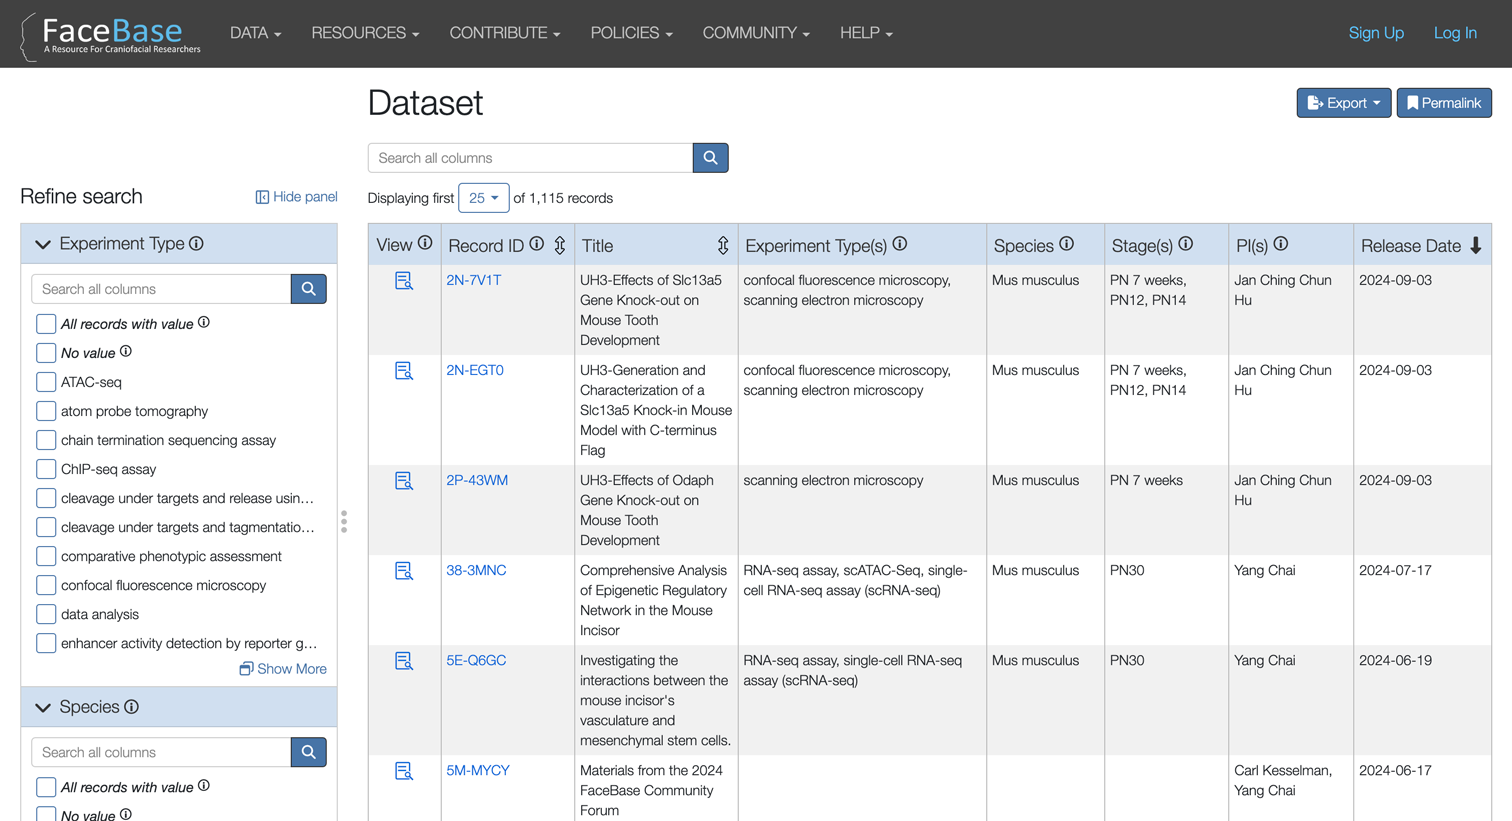 FaceBase
A Resource For Craniofacial Researchers
DATA RESOURCES CONTRIBUTE POLICIES COMMUNITY HELP Sign Up Log In
Dataset
Export Permalink
Search all columns
Displaying first 25 of 1,115 records
Refine search Hide panel
Experiment Type
Search all columns
All records with value
No value
ATAC-seq
atom probe tomography
chain termination sequencing assay
ChIP-seq assay
cleavage under targets and release usin…
cleavage under targets and tagmentatio…
comparative phenotypic assessment
confocal fluorescence microscopy
data analysis
enhancer activity detection by reporter g…
Show More
Species
Search all columns
All records with value
No value
View Record ID Title Experiment Type(s) Species Stage(s) PI(s) Release Date
2N-7V1T UH3-Effects of Slc13a5 confocal fluorescence microscopy, Mus musculus PN 7 weeks, Jan Ching Chun 2024-09-03
Gene Knock-out on scanning electron microscopy PN12, PN14 Hu
Mouse Tooth
Development
2N-EGT0 UH3-Generation and confocal fluorescence microscopy, Mus musculus PN 7 weeks, Jan Ching Chun 2024-09-03
Characterization of a scanning electron microscopy PN12, PN14 Hu
Slc13a5 Knock-in Mouse
Model with C-terminus
Flag
2P-43WM UH3-Effects of Odaph scanning electron microscopy Mus musculus PN 7 weeks Jan Ching Chun 2024-09-03
Gene Knock-out on Hu
Mouse Tooth
Development
38-3MNC Comprehensive Analysis RNA-seq assay, scATAC-Seq, single- Mus musculus PN30 Yang Chai 2024-07-17
of Epigenetic Regulatory cell RNA-seq assay (scRNA-seq)
Network in the Mouse
Incisor
5E-Q6GC Investigating the RNA-seq assay, single-cell RNA-seq Mus musculus PN30 Yang Chai 2024-06-19
interactions between the assay (scRNA-seq)
mouse incisor's
vasculature and
mesenchymal stem cells.
5M-MYCY Materials from the 2024 Carl Kesselman, 2024-06-17
FaceBase Community Yang Chai
Forum